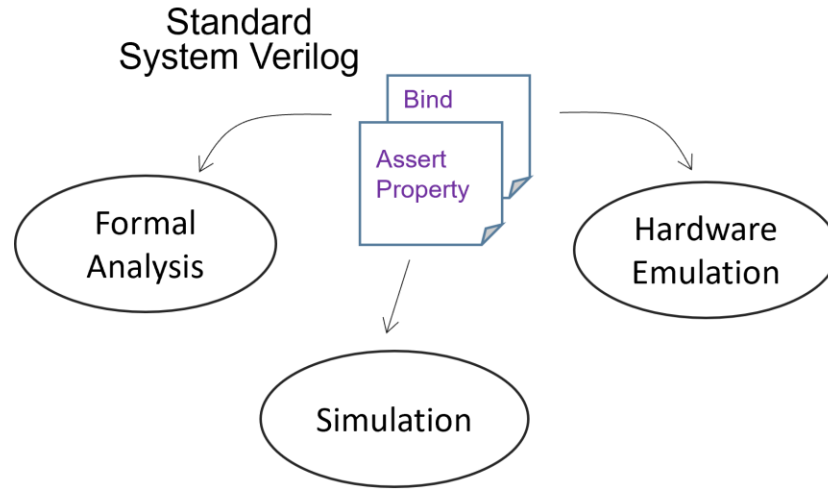 Standard
System Verilog
Bind
Assert
Property
Formal
Analysis
Hardware
Emulation
Simulation